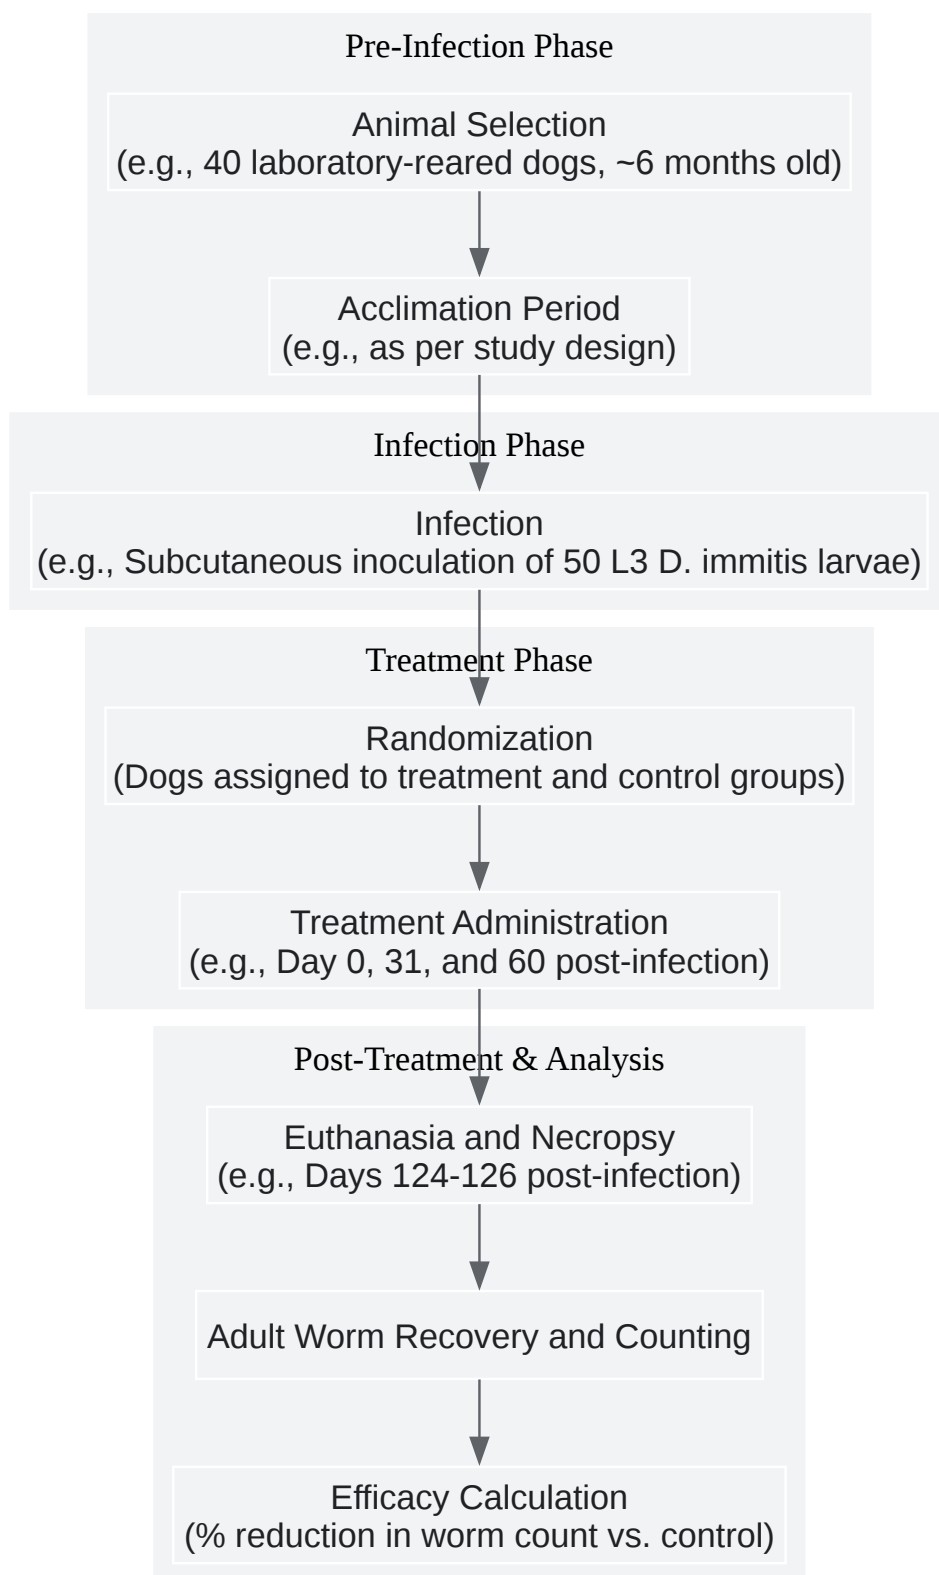 Pre-Infection Phase
Animal Selection
(e.g., 40 laboratory-reared dogs, ~6 months old)
Acclimation Period
(e.g., as per study design)
Infection Phase
Infection
(e.g., Subcutaneous inoculation of 50 L3 D. immitis larvae)
Treatment Phase
Randomization
(Dogs assigned to treatment and control groups)
Treatment Administration
(e.g., Day 0, 31, and 60 post-infection)
Post-Treatment & Analysis
Euthanasia and Necropsy
(e.g., Days 124-126 post-infection)
Adult Worm Recovery and Counting
Efficacy Calculation
(% reduction in worm count vs. control)